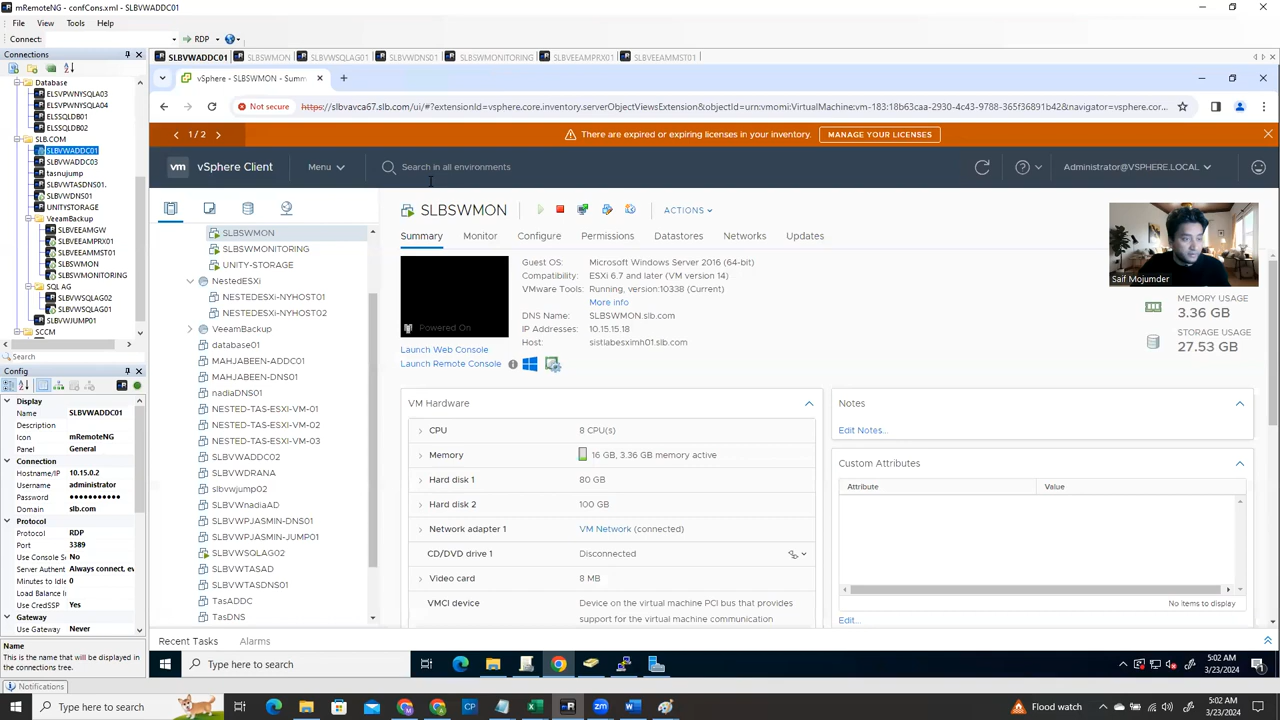 mRemoteNG - confCons.xml - SLBVWADDC01
File View Tools Help
Connect: RDP
Connections
Database
ELSVPWNYSQLA03
ELSVPWNYSQLA04
ELSSQLDB01
ELSSQLDB02
SLB.COM
SLBVWADDC01
SLBVWADDC03
tasnujump
SLBVWTASDNS01.
SLBVWDNS01
UNITYSTORAGE
VeeamBackup
SLBVEEAMGW
SLBVEEAMPRX01
SLBVEEAMMST01
SLBSWMON
SLBSWMONITORING
SQL AG
SLBVWSQLAG02
SLBVWSQLAG01
SLBVWJUMP01
SCCM
Search
Config
Display
Name SLBVWADDC01
Description
Icon mRemoteNG
Panel General
Connection
Hostname/IP 10.15.0.2
Username administrator
Password ●●●●●●●●●●●
Domain slb.com
Protocol
Protocol RDP
Port 3389
Use Console S No
Server Authent Always connect, ev
Minutes to Idle 0
Load Balance I
Use CredSSP Yes
Gateway
Use Gateway Never
Name
This is the name that will be displayed in
the connections tree.
Notifications
SLBVWADDC01 SLBSWMON SLBVWSQLAG01 SLBVWDNS01 SLBSWMONITORING SLBVEEAMPRX01 SLBVEEAMMST01
vSphere - SLBSWMON - Summ
Not secure https://slbvavca67.slb.com/ui/#?extensionId=vsphere.core.inventory.serverObjectViewsExtension&objectId=urn:vmomi:VirtualMachine:vm-183:18b63caa-2930-4c43-9788-365f36891b42&navigator=vsphere.co...
1 / 2 There are expired or expiring licenses in your inventory. MANAGE YOUR LICENSES
vm vSphere Client Menu Search in all environments Administrator@VSPHERE.LOCAL
SLBSWMON
SLBSWMONITORING
UNITY-STORAGE
NestedESXi
NESTEDESXi-NYHOST01
NESTEDESXi-NYHOST02
VeeamBackup
database01
MAHJABEEN-ADDC01
MAHJABEEN-DNS01
nadiaDNS01
NESTED-TAS-ESXI-VM-01
NESTED-TAS-ESXI-VM-02
NESTED-TAS-ESXI-VM-03
SLBVWADDC02
SLBVWDRANA
slbvwjump02
SLBVWnadiaAD
SLBVWPJASMIN-DNS01
SLBVWPJASMIN-JUMP01
SLBVWSQLAG02
SLBVWTASAD
SLBVWTASDNS01
TasADDC
TasDNS
SLBSWMON ACTIONS
Summary Monitor Configure Permissions Datastores Networks Updates
Powered On
Launch Web Console
Launch Remote Console
Guest OS: Microsoft Windows Server 2016 (64-bit)
Compatibility: ESXi 6.7 and later (VM version 14)
VMware Tools: Running, version:10338 (Current)
More info
DNS Name: SLBSWMON.slb.com
IP Addresses: 10.15.15.18
Host: sistlabesximh01.slb.com
Saif Mojumder
MEMORY USAGE
3.36 GB
STORAGE USAGE
27.53 GB
VM Hardware
CPU 8 CPU(s)
Memory 16 GB, 3.36 GB memory active
Hard disk 1 80 GB
Hard disk 2 100 GB
Network adapter 1 VM Network (connected)
CD/DVD drive 1 Disconnected
Video card 8 MB
VMCI device Device on the virtual machine PCI bus that provides
support for the virtual machine communication
Notes
Edit Notes...
Custom Attributes
Attribute Value
No items to display
Edit...
Recent Tasks Alarms
Type here to search
5:02 AM
3/23/2024
Type here to search
Flood watch
5:02 AM
3/23/2024